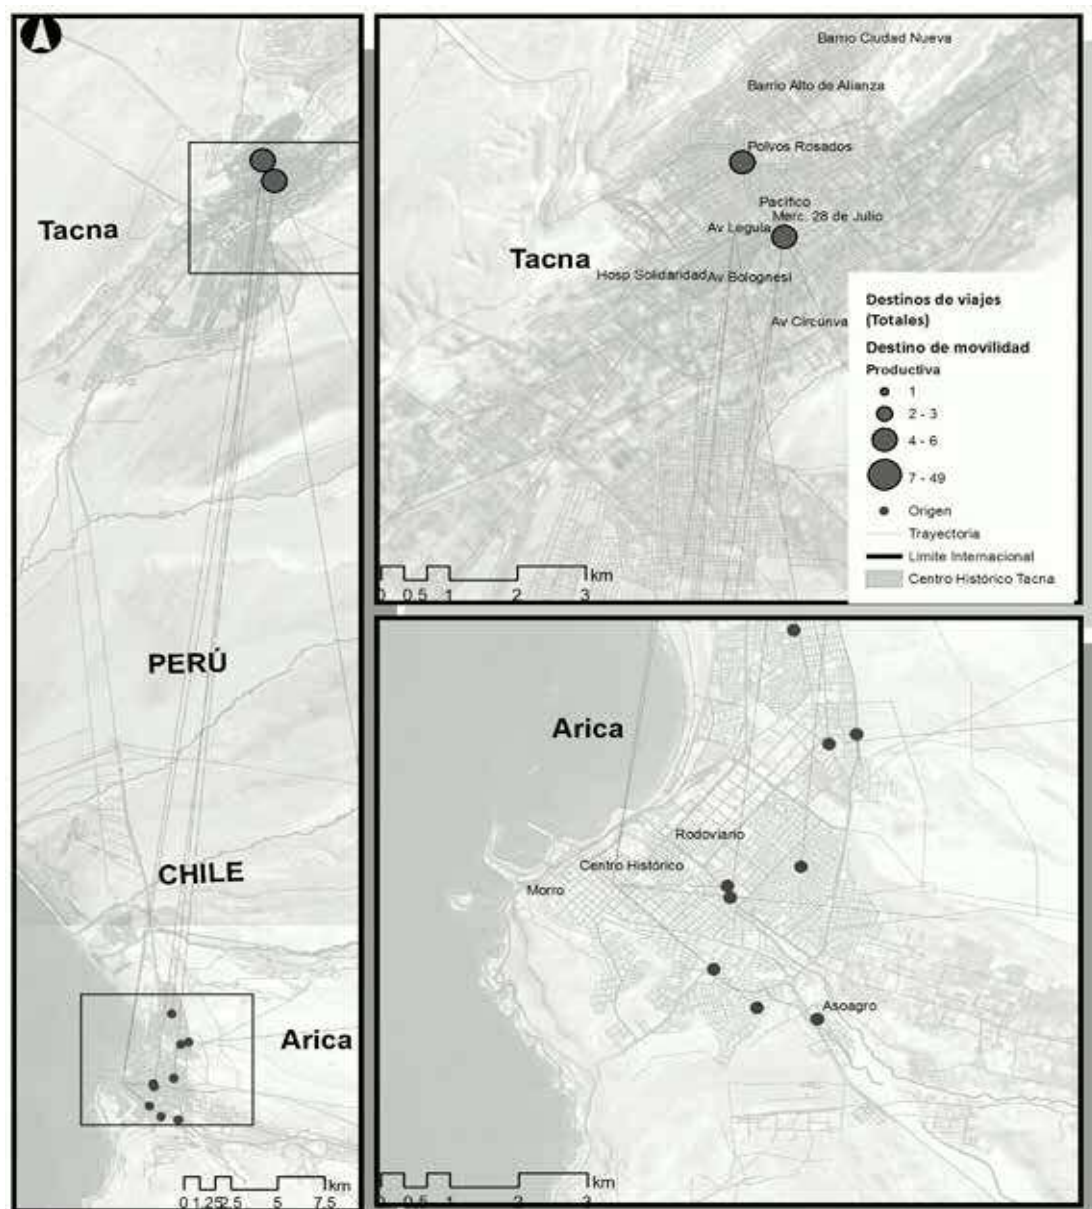 Tacna
PERÚ
CHILE
Arica
km
0 1.25 2.5 5 7.5
Barrio Ciudad Nueva
Barrio Alto de Alianza
Polvos Rosados
Pacífico
Merc. 28 de Julio
Av Leguia
Tacna
Hosp Solidaridad
Av Bolognesi
Av Circunva
Destinos de viajes
(Totales)
Destino de movilidad
Productiva
1
2 - 3
4 - 6
7 - 49
Origen
Trayectoria
Limite Internacional
Centro Histórico Tacna
km
0 0.5 1 2 3
Arica
Rodoviario
Centro Histórico
Morro
Asoagro
km
0 0.5 1 2 3